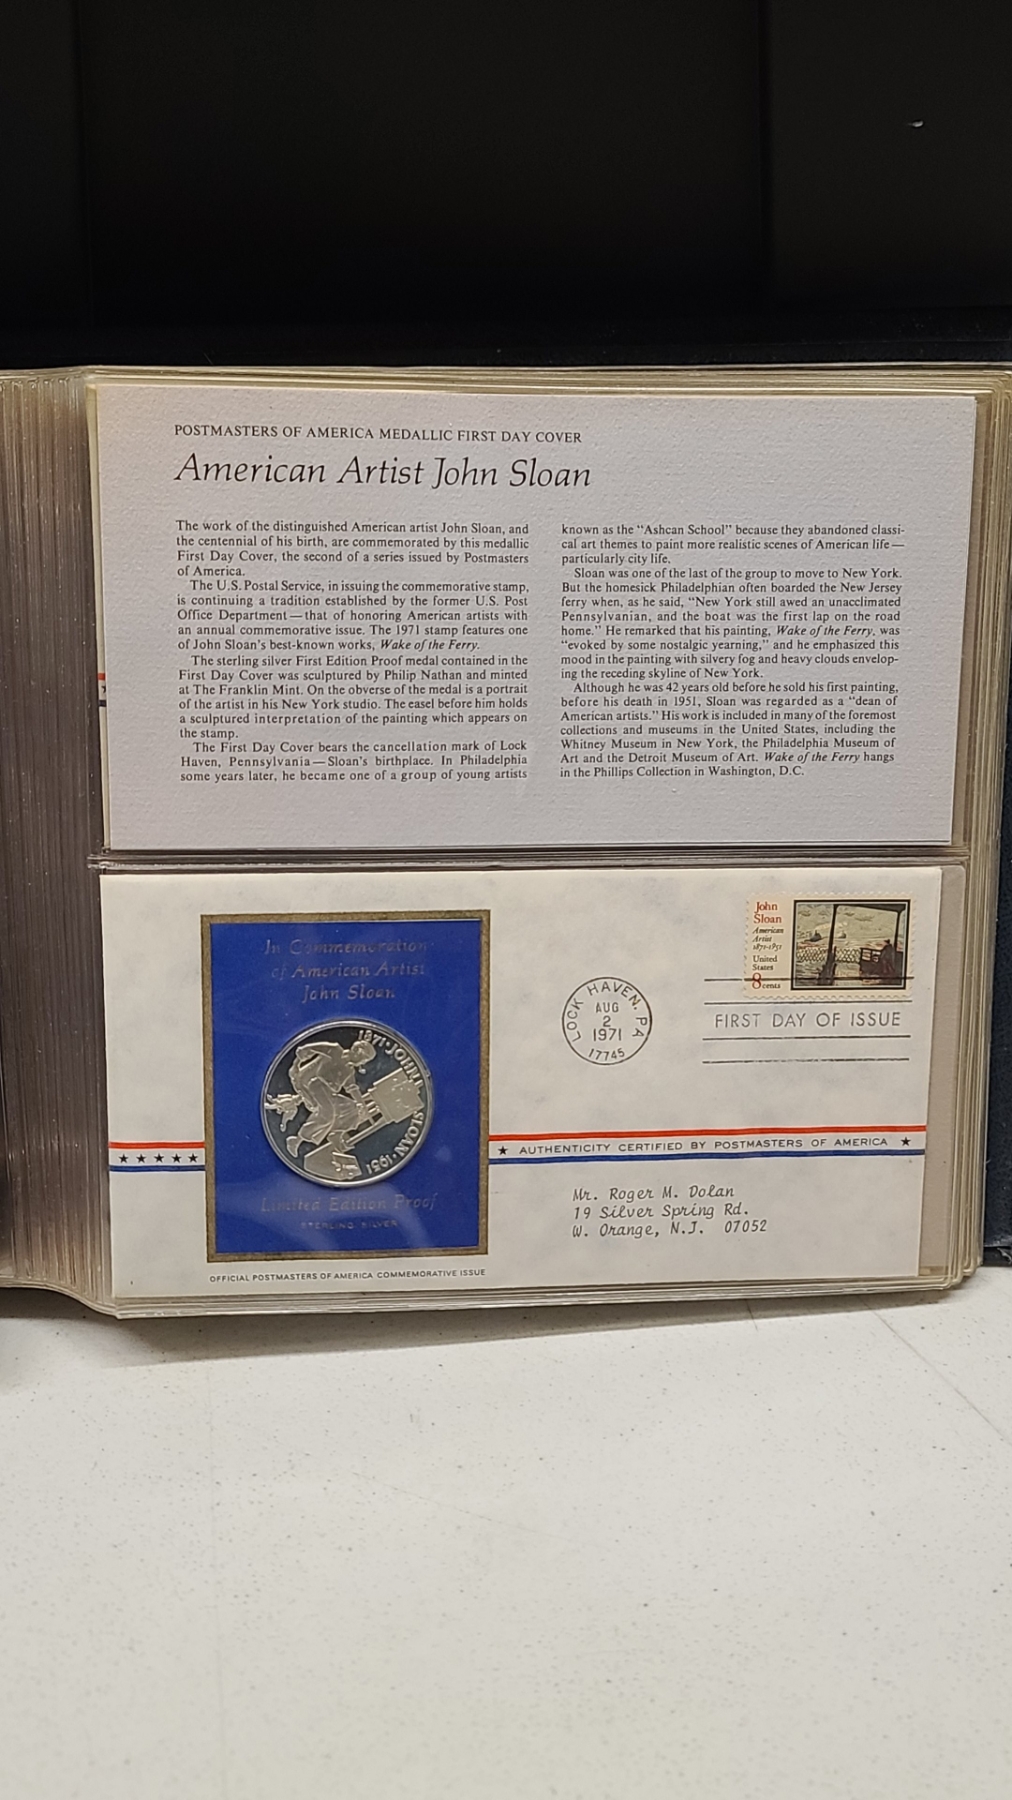 POSTMASTERS OF AMERICA MEDALLIC FIRST DAY COVER
American Artist John Sloan
The work of the distinguished American artist John Sloan, and
the centennial of his birth, are commemorated by this medallic
First Day Cover, the second of a series issued by Postmasters
of America.
The U.S. Postal Service, in issuing the commemorative stamp,
is continuing a tradition established by the former U.S. Post
Office Department—that of honoring American artists with
an annual commemorative issue. The 1971 stamp features one
of John Sloan's best-known works, Wake of the Ferry.
The sterling silver First Edition Proof medal contained in the
First Day Cover was sculptured by Philip Nathan and minted
at The Franklin Mint. On the obverse of the medal is a portrait
of the artist in his New York studio. The easel before him holds
a sculptured interpretation of the painting which appears on
the stamp.
The First Day Cover bears the cancellation mark of Lock
Haven, Pennsylvania—Sloan's birthplace. In Philadelphia
some years later, he became one of a group of young artists
known as the "Ashcan School" because they abandoned classi-
cal art themes to paint more realistic scenes of American life—
particularly city life.
Sloan was one of the last of the group to move to New York.
But the homesick Philadelphian often boarded the New Jersey
ferry when, as he said, "New York still awed an unacclimated
Pennsylvanian, and the boat was the first lap on the road
home." He remarked that his painting, Wake of the Ferry, was
"evoked by some nostalgic yearning," and he emphasized this
mood in the painting with silvery fog and heavy clouds envelop-
ing the receding skyline of New York.
Although he was 42 years old before he sold his first painting,
before his death in 1951, Sloan was regarded as a "dean of
American artists." His work is included in many of the foremost
collections and museums in the United States, including the
Whitney Museum in New York, the Philadelphia Museum of
Art and the Detroit Museum of Art. Wake of the Ferry hangs
in the Phillips Collection in Washington, D.C.
In Commemoration
of American Artist
John Sloan
1871·JOHN SLOAN·1951
Limited Edition Proof
STERLING SILVER
OFFICIAL POSTMASTERS OF AMERICA COMMEMORATIVE ISSUE
John
Sloan
American
Artist
1871-1951
United
States
8 cents
LOCK HAVEN, PA
AUG
2
1971
17745
FIRST DAY OF ISSUE
★ AUTHENTICITY CERTIFIED BY POSTMASTERS OF AMERICA ★
Mr. Roger M. Dolan
19 Silver Spring Rd.
W. Orange, N.J. 07052